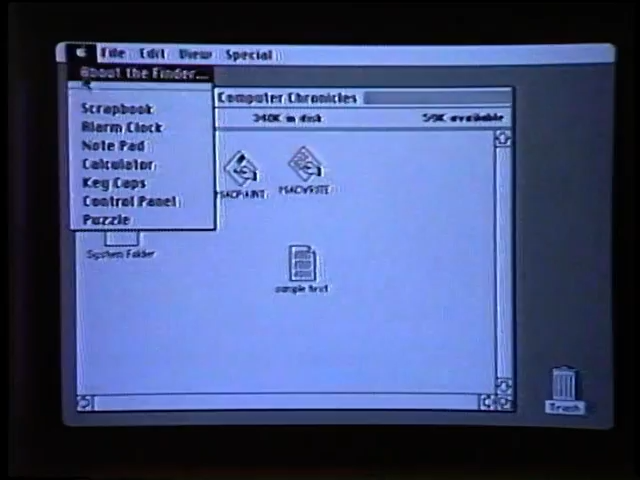 File Edit View Special
About the Finder...
Scrapbook
Alarm Clock
Note Pad
Calculator
Key Caps
Control Panel
Puzzle
Computer Chronicles
340K in disk 59K available
MACPAINT MACWRITE
System Folder
sample text
Trash